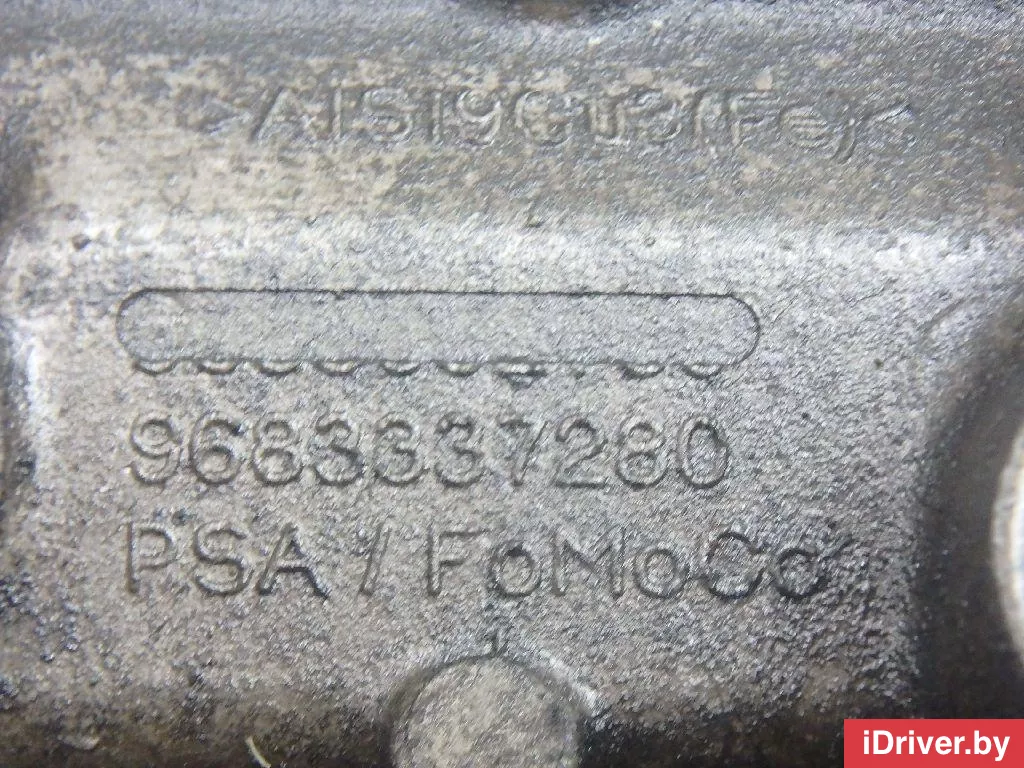 >AlSi9Cu3(Fe)<
9683337280
PSA / FoMoCo
iDriver.by